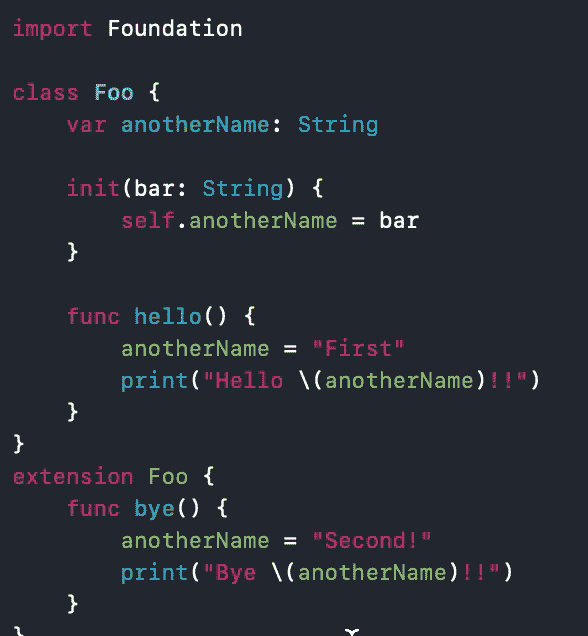 import Foundation
class Foo {
    var anotherName: String
    init(bar: String) {
        self.anotherName = bar
    }
    func hello() {
        anotherName = "First"
        print("Hello \(anotherName)!!")
    }
}
extension Foo {
    func bye() {
        anotherName = "Second!"
        print("Bye \(anotherName)!!")
    }
}